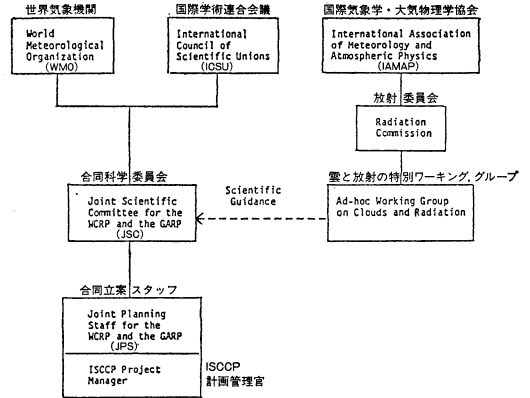 世界気象機関
World
Meteorological
Organization
(WMO)
国際学術連合会議
International
Council of
Scientific Unions
(ICSU)
国際気象学・大気物理学協会
International Association
of Meteorology and
Atmospheric Physics
(IAMAP)
放射委員会
Radiation
Commission
雲と放射の特別ワーキング,グループ
Ad-hoc Working Group
on Clouds and Radiation
Scientific
Guidance
合同科学委員会
Joint Scientific
Committee for the
WCRP and the GARP
(JSC)
合同立案スタッフ
Joint Planning
Staff for the
WCRP and the GARP
(JPS)
ISCCP Project
Manager
ISCCP
計画管理官